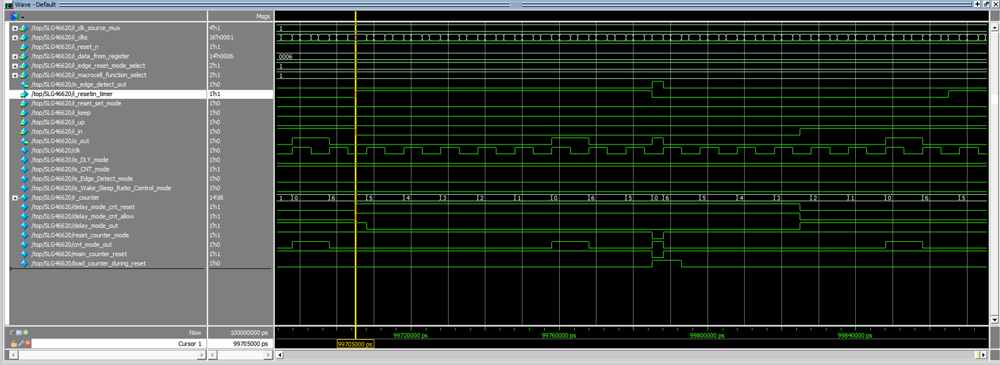 Wave - Default
Msgs
/top/SLG46620/i_clk_source_mux 4'h1 1
/top/SLG46620/i_clks 16'h0001
/top/SLG46620/i_reset_n 1'h1
/top/SLG46620/i_data_from_register 14'h0006 0006
/top/SLG46620/i_edge_reset_mode_select 2'h1 1
/top/SLG46620/i_macrocell_function_select 2'h1 1
/top/SLG46620/o_edge_detect_out 1'h0
/top/SLG46620/i_resetin_timer 1'h1
/top/SLG46620/i_reset_set_mode 1'h0
/top/SLG46620/i_keep 1'h0
/top/SLG46620/i_up 1'h0
/top/SLG46620/i_in 1'h0
/top/SLG46620/o_out 1'h0
/top/SLG46620/clk 1'h0
/top/SLG46620/is_DLY_mode 1'h0
/top/SLG46620/is_CNT_mode 1'h1
/top/SLG46620/is_Edge_Detect_mode 1'h0
/top/SLG46620/is_Wake_Sleep_Ratio_Control_mode 1'h0
/top/SLG46620/r_counter 14'd6 1 0 6 5 4 3 2 1 0 6 5 0 6 5 4 3 2 1 0 6 5
/top/SLG46620/delay_mode_cnt_reset 1'h1
/top/SLG46620/delay_mode_cnt_allow 1'h1
/top/SLG46620/delay_mode_out 1'h1
/top/SLG46620/reset_counter_mode 1'h1
/top/SLG46620/cnt_mode_out 1'h0
/top/SLG46620/main_counter_reset 1'h1
/top/SLG46620/load_counter_during_reset 1'h0
Now 100000000 ps 99720000 ps 99760000 ps 99800000 ps 99840000 ps
Cursor 1 99705000 ps 99705000 ps